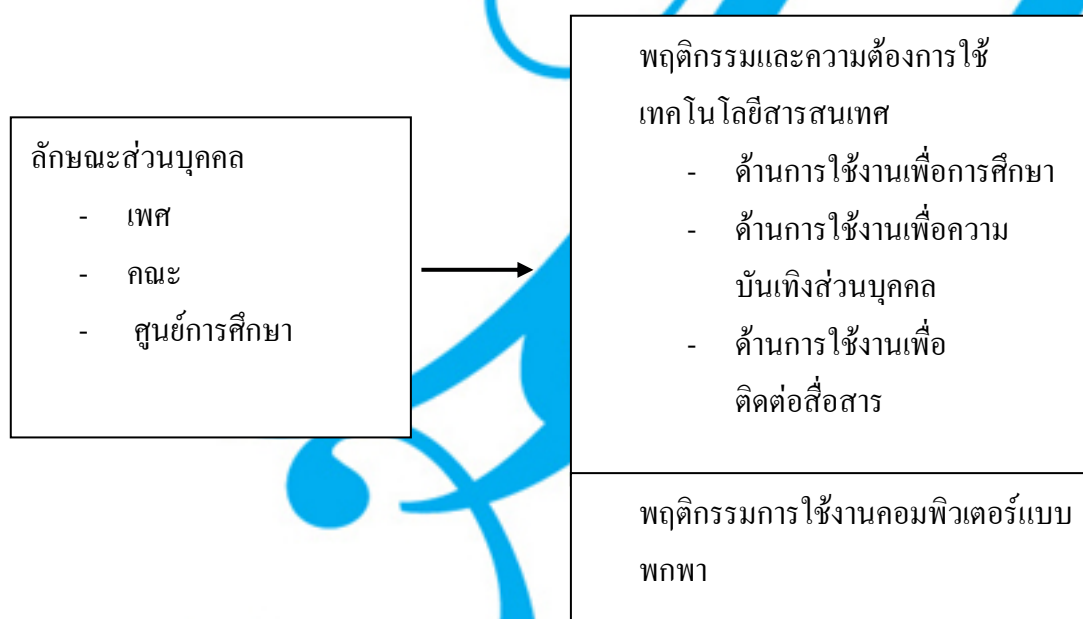 ลักษณะส่วนบุคคล
- เพศ
- คณะ
- ศูนย์การศึกษา
พฤติกรรมและความต้องการใช้
เทคโนโลยีสารสนเทศ
- ด้านการใช้งานเพื่อการศึกษา
- ด้านการใช้งานเพื่อความ
บันเทิงส่วนบุคคล
- ด้านการใช้งานเพื่อ
ติดต่อสื่อสาร
พฤติกรรมการใช้งานคอมพิวเตอร์แบบ
พกพา